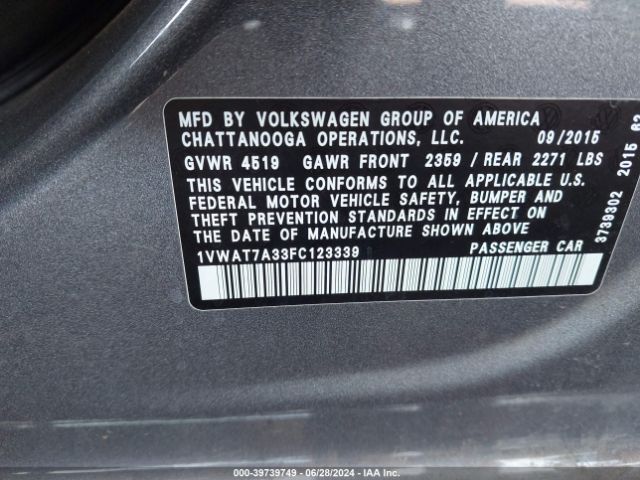 MFD BY VOLKSWAGEN GROUP OF AMERICA
CHATTANOOGA OPERATIONS, LLC. 09/2015
GVWR 4519 GAWR FRONT 2359 / REAR 2271 LBS
THIS VEHICLE CONFORMS TO ALL APPLICABLE U.S.
FEDERAL MOTOR VEHICLE SAFETY, BUMPER AND
THEFT PREVENTION STANDARDS IN EFFECT ON
THE DATE OF MANUFACTURE SHOWN ABOVE
1VWAT7A33FC123339 PASSENGER CAR
3739302 2015 82
000-39739749 - 06/28/2024 - IAA Inc.